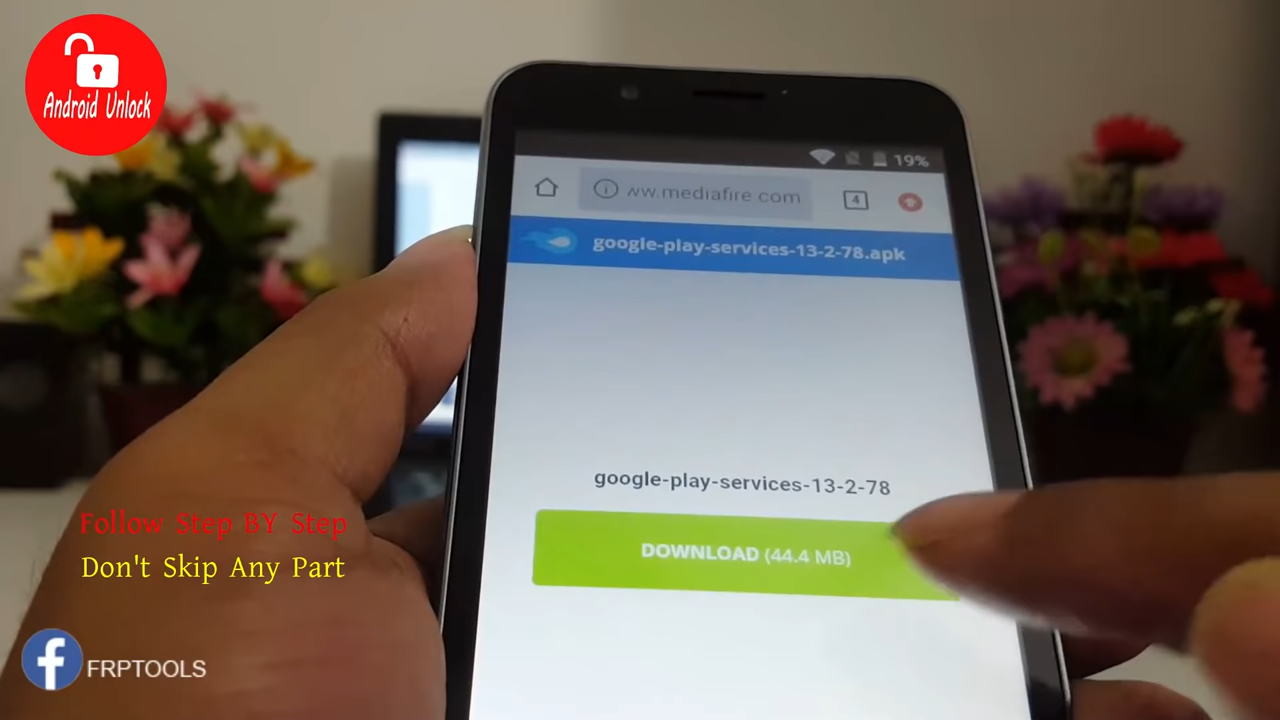 Android Unlock
19%
ww.mediafire.com
4
google-play-services-13-2-78.apk
google-play-services-13-2-78
DOWNLOAD (44.4 MB)
Follow Step BY Step
Don't Skip Any Part
f FRPTOOLS